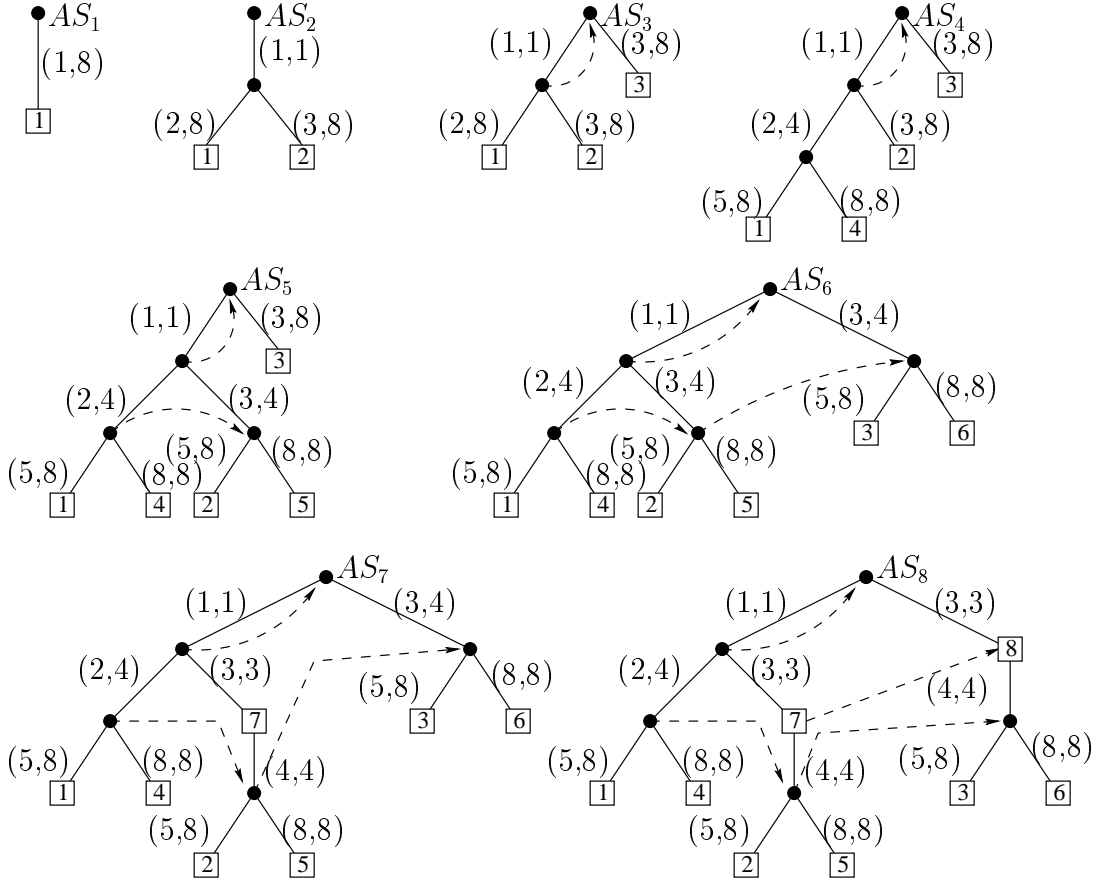 AS₁ AS₂ AS₃ AS₄
(1,8) (1,1) (1,1) (3,8) (1,1) (3,8)
3 3
1 (2,8) (3,8) (2,8) (3,8) (2,4) (3,8)
1 2 1 2 2
(5,8) (8,8)
1 4
AS₅ AS₆
(1,1) (3,8) (1,1) (3,4)
3
(2,4) (3,4) (2,4) (3,4) (5,8) (8,8)
3 6
(5,8) (8,8) (5,8) (8,8) (5,8) (8,8) (5,8) (8,8)
1 4 2 5 1 4 2 5
AS₇ AS₈
(1,1) (3,4) (1,1) (3,3)
8
(2,4) (3,3) (5,8) (8,8) (2,4) (3,3) (4,4)
7 3 6 7
(5,8) (8,8) (4,4) (5,8) (8,8) (4,4) (5,8) (8,8)
1 4 1 4 3 6
(5,8) (8,8) (5,8) (8,8)
2 5 2 5